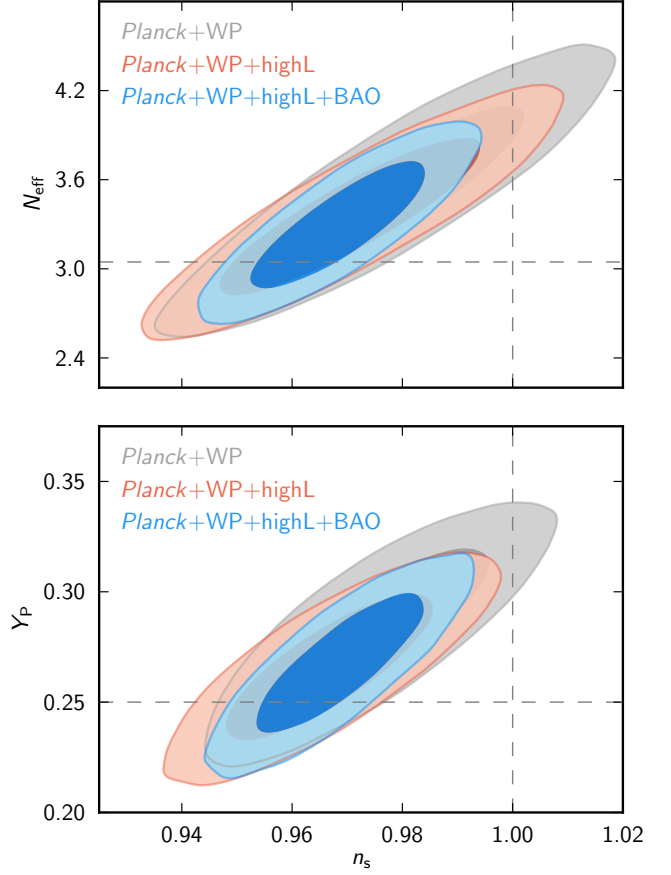 Planck+WP
Planck+WP+highL
Planck+WP+highL+BAO
4.2
3.6
3.0
2.4
N_eff
Planck+WP
Planck+WP+highL
Planck+WP+highL+BAO
0.35
0.30
0.25
0.20
Y_P
0.94 0.96 0.98 1.00 1.02
n_s